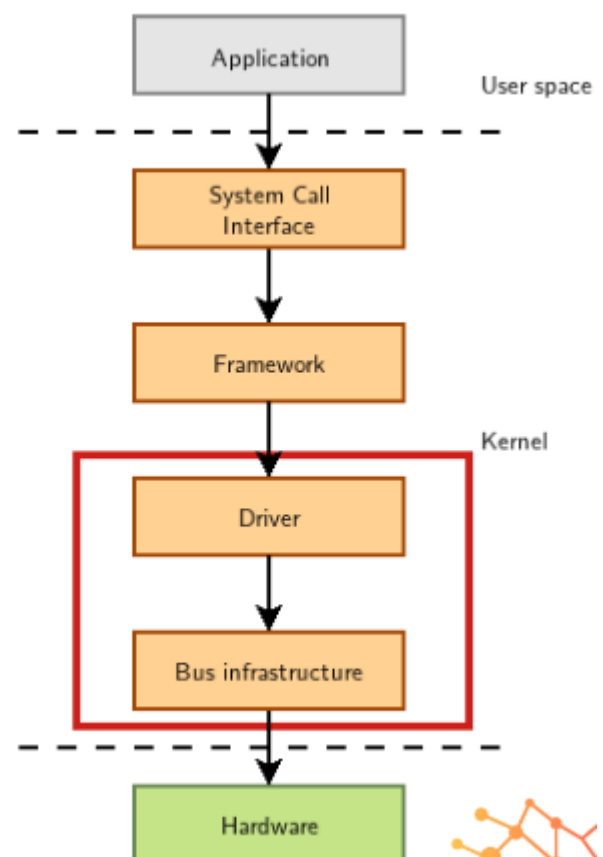 Application
User space
System Call
Interface
Framework
Kernel
Driver
Bus infrastructure
Hardware